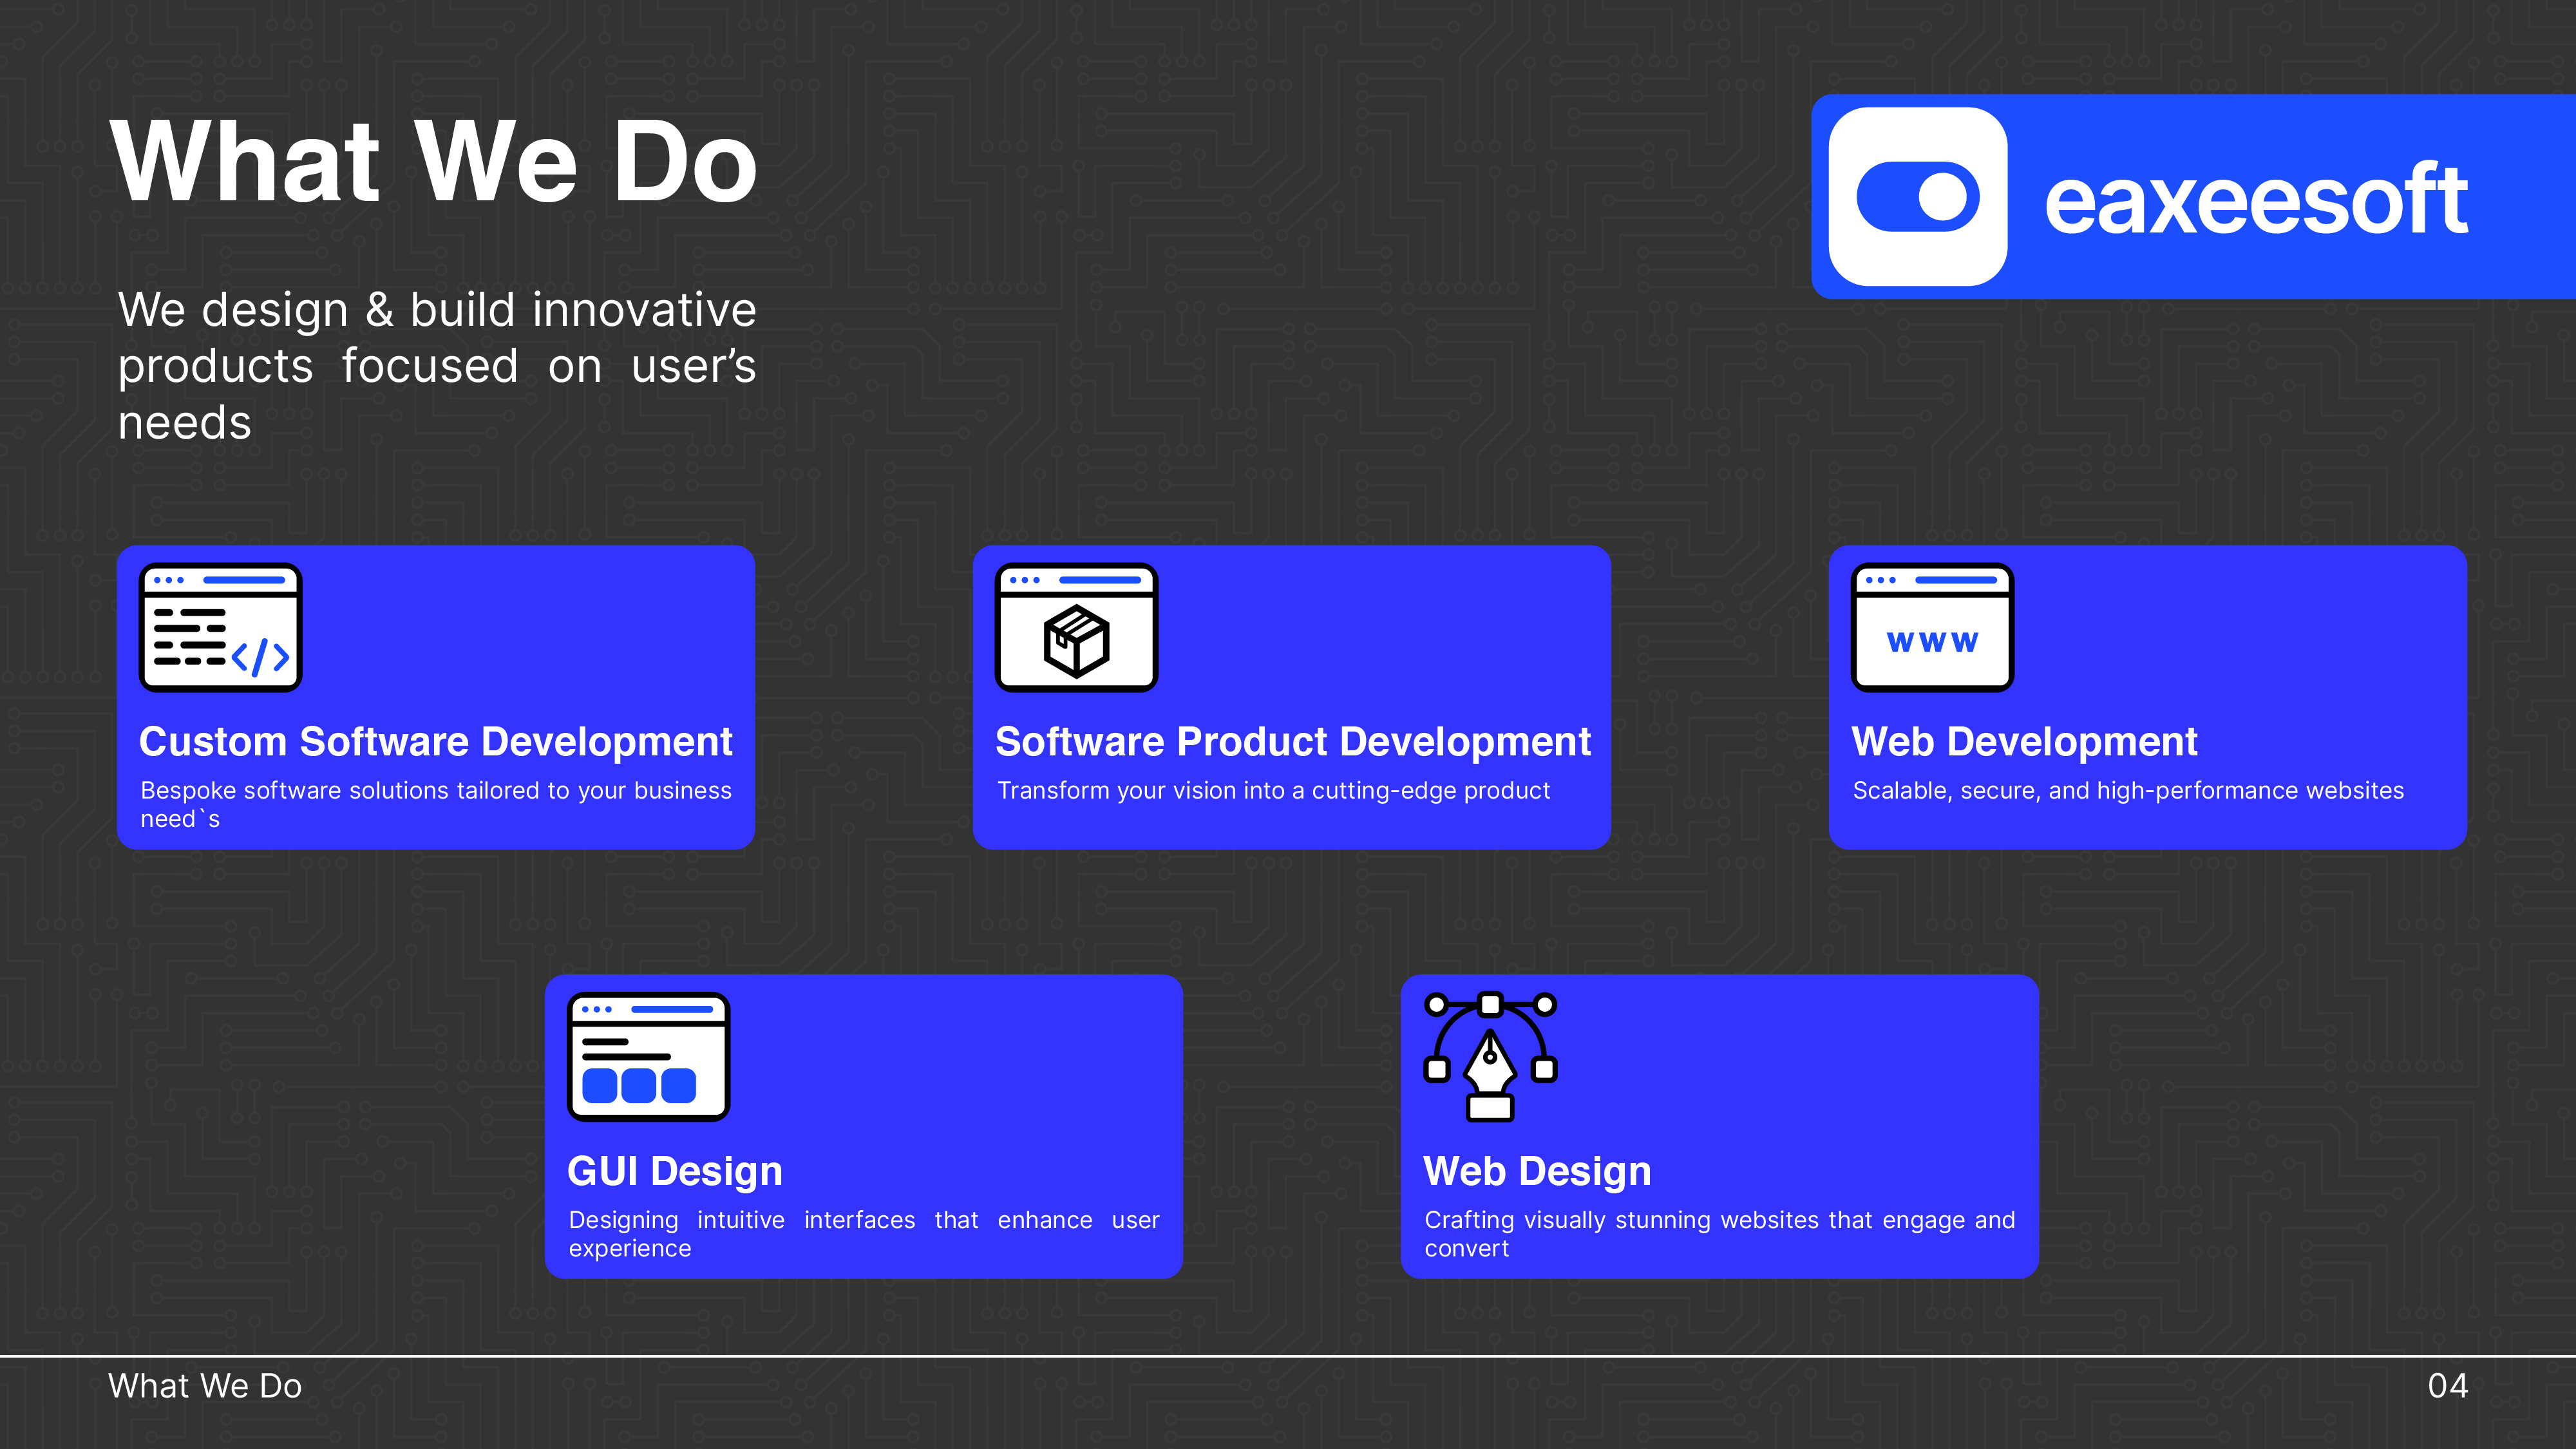 What We Do
eaxeesoft
We design & build innovative
products focused on user’s
needs
</>
Custom Software Development
Bespoke software solutions tailored to your business
need`s
Software Product Development
Transform your vision into a cutting-edge product
www
Web Development
Scalable, secure, and high-performance websites
GUI Design
Designing intuitive interfaces that enhance user
experience
Web Design
Crafting visually stunning websites that engage and
convert
What We Do
04